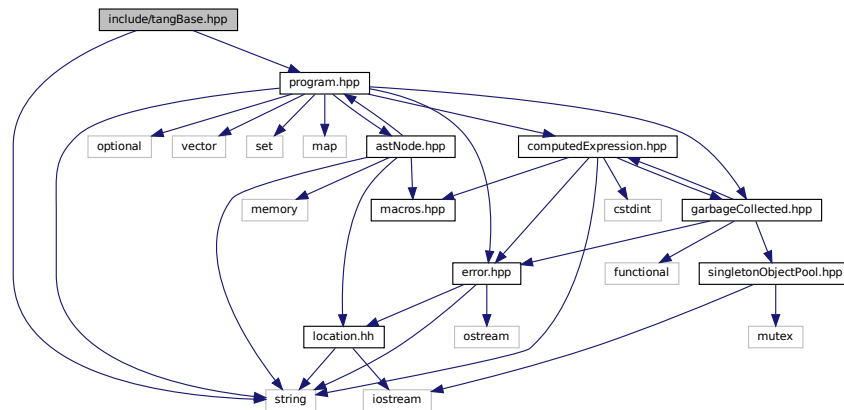 include/tangBase.hpp
program.hpp
optional
vector
set
map
astNode.hpp
computedExpression.hpp
memory
macros.hpp
cstdint
garbageCollected.hpp
error.hpp
functional
singletonObjectPool.hpp
location.hh
ostream
mutex
string
iostream